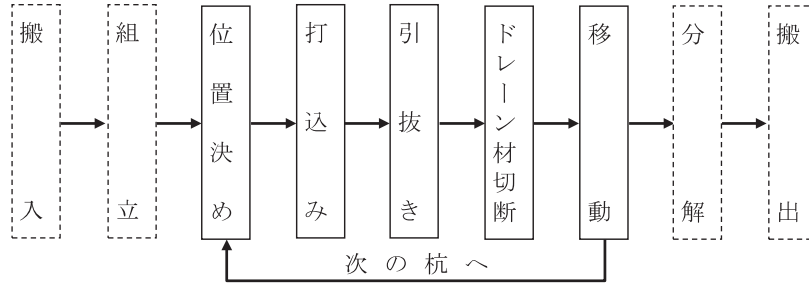 搬入
組立
位置決め
打込み
引抜き
ドレーン材切断
移動
分解
搬出
次の杭へ